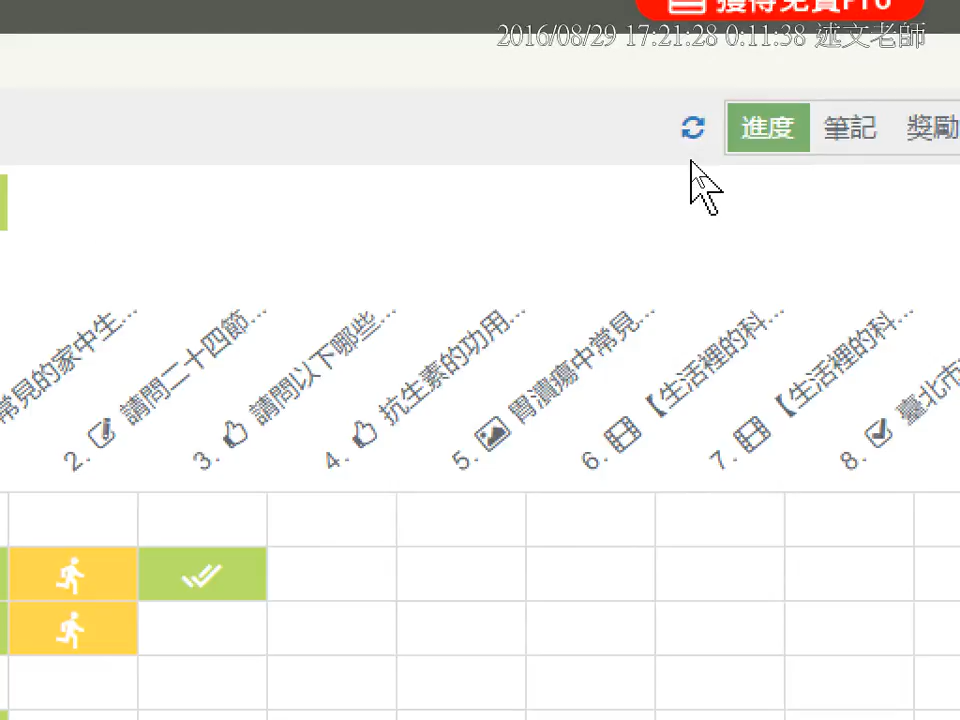 獲得免費Pro
2016/08/29 17:21:28 0:11:38 述文老師
進度 筆記 獎勵
常見的家中生...
2. 請問二十四節...
3. 請問以下哪些...
4. 抗生素的功用...
5. 胃潰瘍中常見...
6. 【生活裡的科...
7. 【生活裡的科...
8. 臺北市